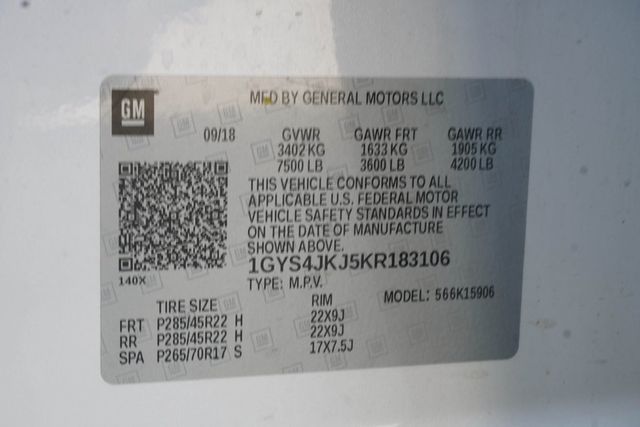 GM
MFD BY GENERAL MOTORS LLC
09/18 GVWR GAWR FRT GAWR RR
3402 KG 1633 KG 1905 KG
7500 LB 3600 LB 4200 LB
THIS VEHICLE CONFORMS TO ALL
APPLICABLE U.S. FEDERAL MOTOR
VEHICLE SAFETY STANDARDS IN EFFECT
ON THE DATE OF MANUFACTURE
SHOWN ABOVE.
1GYS4JKJ5KR183106
140X
TYPE: M.P.V. MODEL: 566K15906
TIRE SIZE RIM
FRT P285/45R22 H 22X9J
RR P285/45R22 H 22X9J
SPA P265/70R17 S 17X7.5J